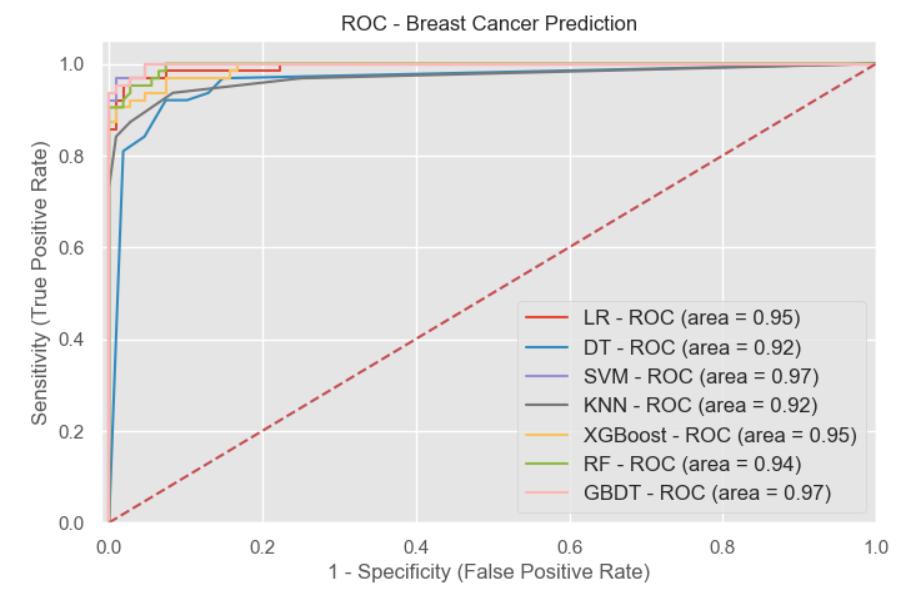 ROC - Breast Cancer Prediction
Sensitivity (True Positive Rate)
1.0
0.8
0.6
0.4
0.2
0.0
LR - ROC (area = 0.95)
DT - ROC (area = 0.92)
SVM - ROC (area = 0.97)
KNN - ROC (area = 0.92)
XGBoost - ROC (area = 0.95)
RF - ROC (area = 0.94)
GBDT - ROC (area = 0.97)
0.0 0.2 0.4 0.6 0.8 1.0
1 - Specificity (False Positive Rate)